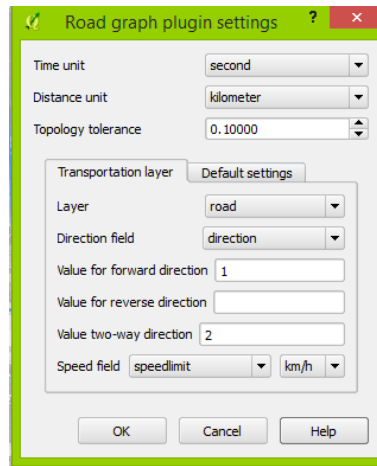 Road graph plugin settings ? ×
Time unit second
Distance unit kilometer
Topology tolerance 0.10000
Transportation layer Default settings
Layer road
Direction field direction
Value for forward direction 1
Value for reverse direction
Value two-way direction 2
Speed field speedlimit km/h
OK Cancel Help